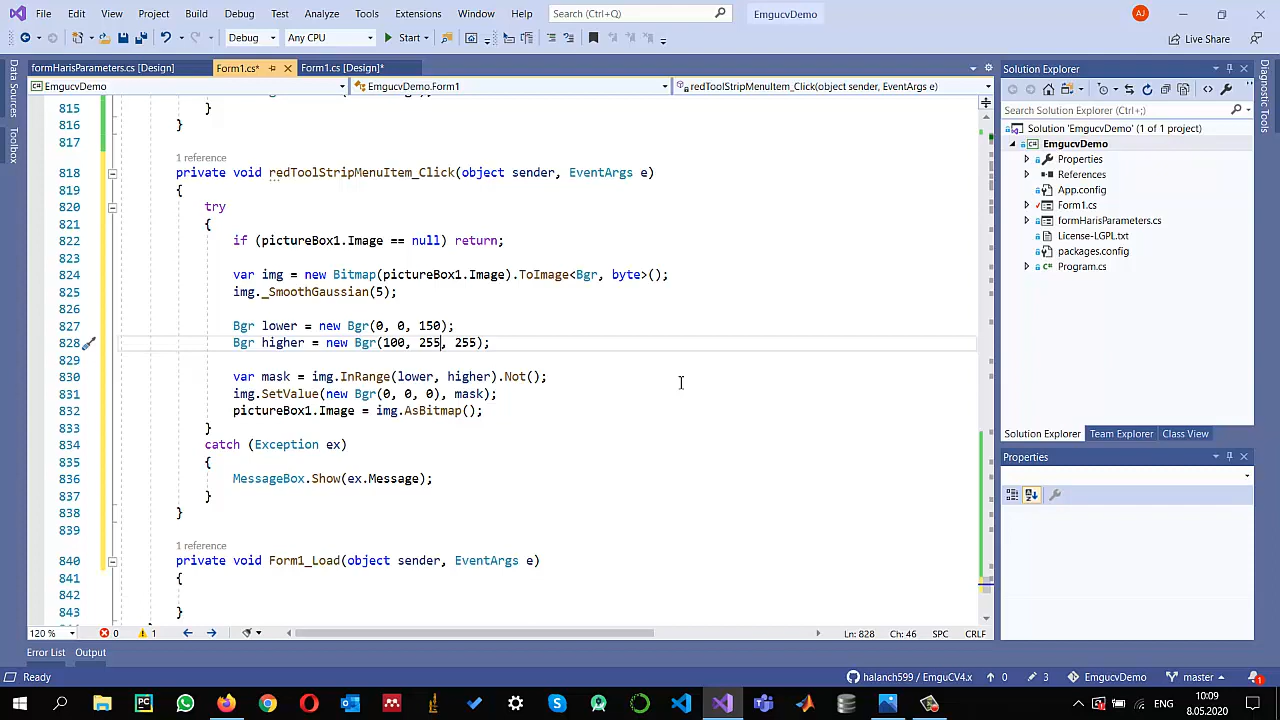 File Edit View Project Build Debug Test Analyze Tools Extensions Window Help Search (Ctrl+Q) EmgucvDemo AJ
Debug Any CPU Start Live Share
formHarisParameters.cs [Design] Form1.cs* Form1.cs [Design]*
EmgucvDemo EmgucvDemo.Form1 redToolStripMenuItem_Click(object sender, EventArgs e)
815 }
816 }
817
1 reference
818 private void redToolStripMenuItem_Click(object sender, EventArgs e)
819 {
820 try
821 {
822 if (pictureBox1.Image == null) return;
823
824 var img = new Bitmap(pictureBox1.Image).ToImage<Bgr, byte>();
825 img._SmoothGaussian(5);
826
827 Bgr lower = new Bgr(0, 0, 150);
828 Bgr higher = new Bgr(100, 255, 255);
829
830 var mask = img.InRange(lower, higher).Not();
831 img.SetValue(new Bgr(0, 0, 0), mask);
832 pictureBox1.Image = img.AsBitmap();
833 }
834 catch (Exception ex)
835 {
836 MessageBox.Show(ex.Message);
837 }
838 }
839
1 reference
840 private void Form1_Load(object sender, EventArgs e)
841 {
842
843 }
120 % 0 1 Ln: 828 Ch: 46 SPC CRLF
Error List Output
Data Sources
Toolbox
Solution Explorer
Search Solution Explorer (Ctrl+;)
Solution 'EmgucvDemo' (1 of 1 project)
EmgucvDemo
Properties
References
App.config
Form1.cs
formHarisParameters.cs
License-LGPL.txt
packages.config
Program.cs
Solution Explorer Team Explorer Class View
Properties
Diagnostic Tools
Ready halanch599 / EmguCV4.x 0 3 EmgucvDemo master 1
ENG 10:09
8.05.2020